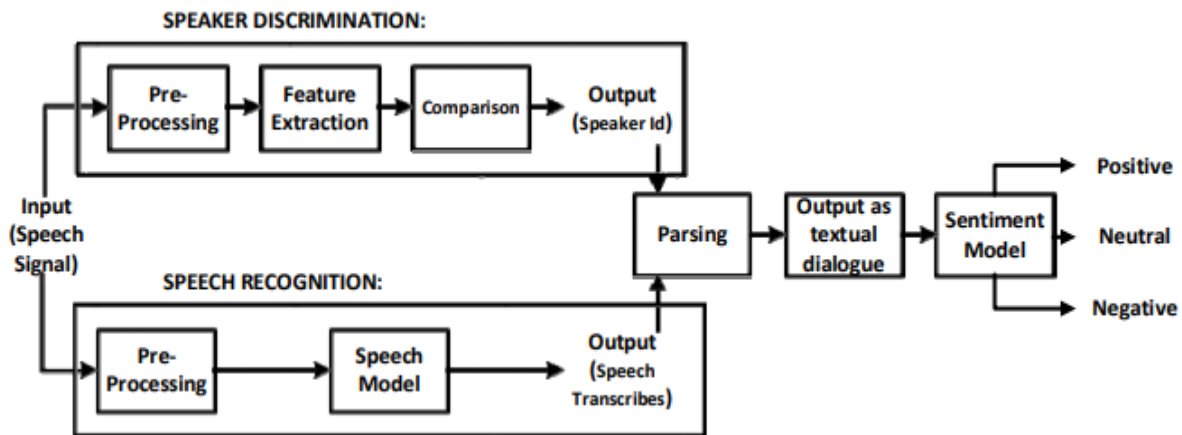 SPEAKER DISCRIMINATION:
Pre-
Processing
Feature
Extraction
Comparison
Output
(Speaker Id)
Input
(Speech
Signal)
Parsing
Output as
textual
dialogue
Sentiment
Model
Positive
Neutral
Negative
SPEECH RECOGNITION:
Pre-
Processing
Speech
Model
Output
(Speech
Transcribes)